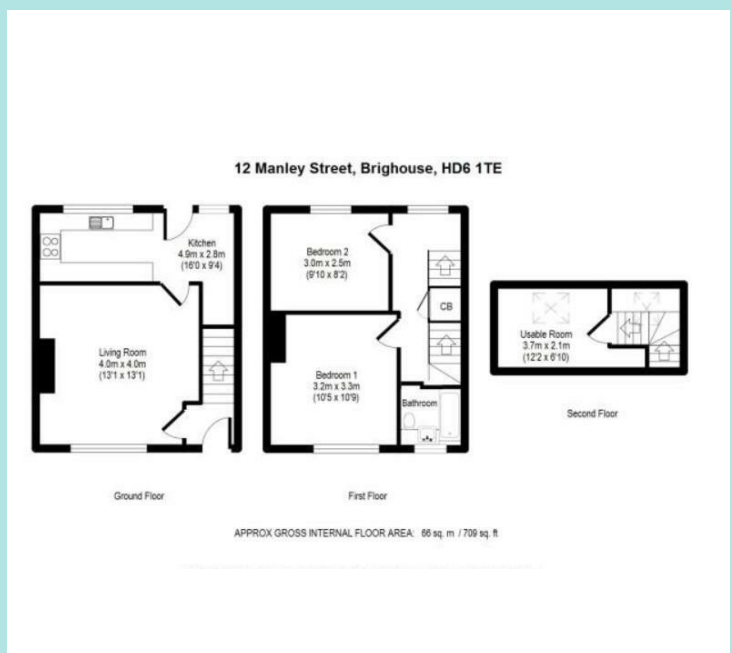 12 Manley Street, Brighouse, HD6 1TE
Kitchen
4.9m x 2.8m
(16'0 x 9'4)
Living Room
4.0m x 4.0m
(13'1 x 13'1)
Ground Floor
Bedroom 2
3.0m x 2.5m
(9'10 x 8'2)
CB
Bedroom 1
3.2m x 3.3m
(10'5 x 10'9)
Bathroom
First Floor
Usable Room
3.7m x 2.1m
(12'2 x 6'10)
Second Floor
APPROX GROSS INTERNAL FLOOR AREA: 66 sq. m / 709 sq. ft